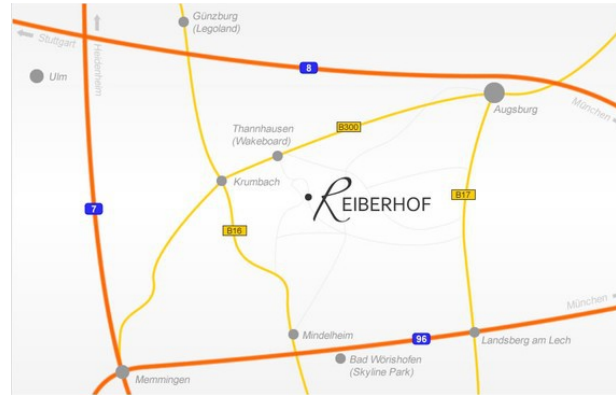 Günzburg
(Legoland)
Stuttgart
Heidenheim
8
Ulm
Augsburg
München
B300
Thannhausen
(Wakeboard)
Krumbach
REIBERHOF
B17
7
B16
München
Mindelheim
96
Landsberg am Lech
Bad Wörishofen
(Skyline Park)
Memmingen